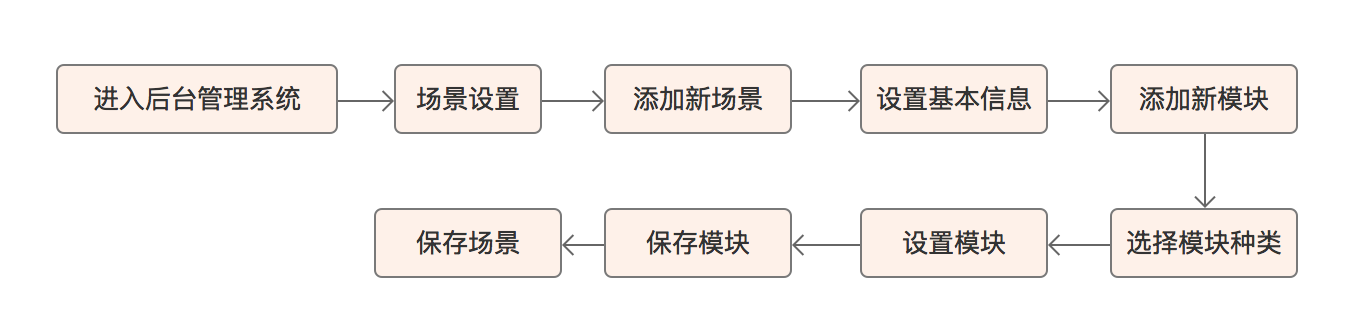 进入后台管理系统
场景设置
添加新场景
设置基本信息
添加新模块
选择模块种类
设置模块
保存模块
保存场景